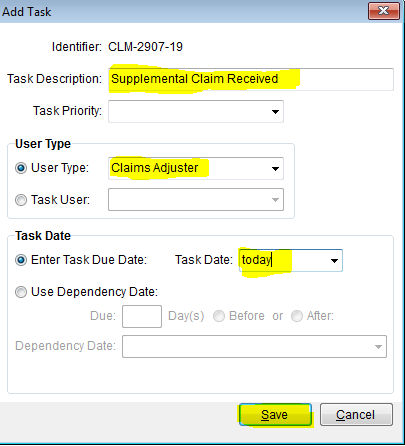 Add Task
Identifier: CLM-2907-19
Task Description: Supplemental Claim Received
Task Priority:
User Type
User Type: Claims Adjuster
Task User:
Task Date
Enter Task Due Date: Task Date: today
Use Dependency Date:
Due: Day(s) Before or After:
Dependency Date:
Save Cancel